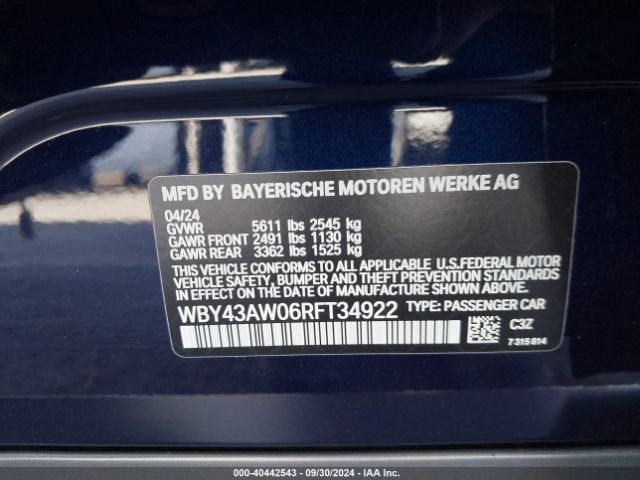 MFD BY BAYERISCHE MOTOREN WERKE AG
04/24
GVWR 5611 lbs 2545 kg
GAWR FRONT 2491 lbs 1130 kg
GAWR REAR 3362 lbs 1525 kg
THIS VEHICLE CONFORMS TO ALL APPLICABLE U.S.FEDERAL MOTOR
VEHICLE SAFETY, BUMPER, AND THEFT PREVENTION STANDARDS
IN EFFECT ON THE DATE OF MANUFACTURE SHOWN ABOVE.
WBY43AW06RFT34922 TYPE: PASSENGER CAR
C3Z
7315814
000-40442543 / 09/30/2024 / IAAI.CA